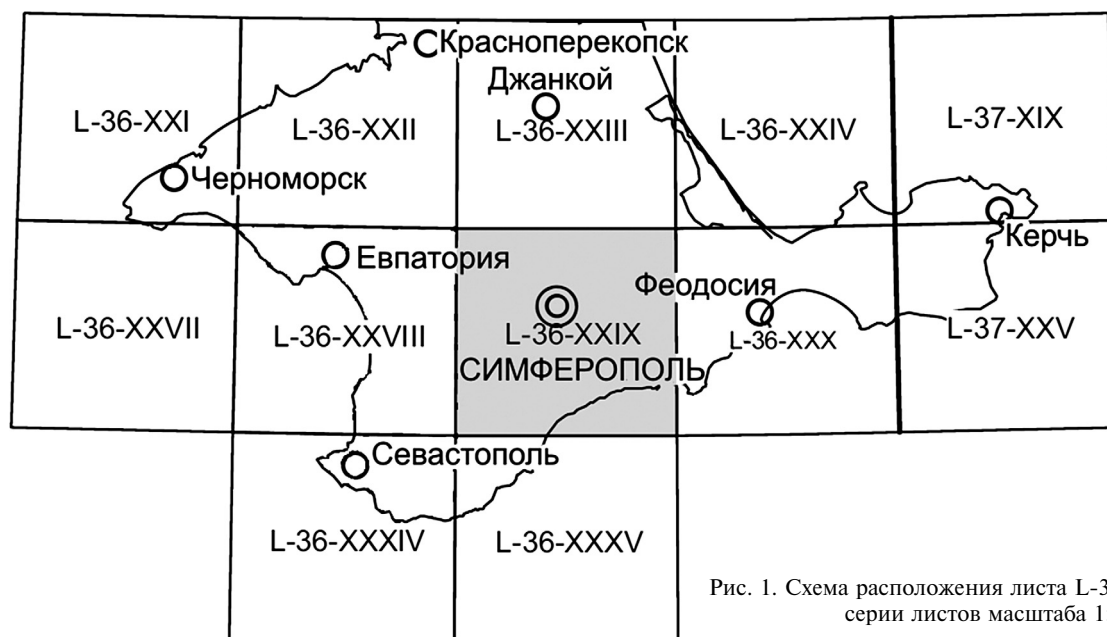 Красноперекопск
Джанкой
L-36-XXI
L-36-XXII
L-36-XXIII
L-36-XXIV
L-37-XIX
Черноморск
Керчь
Евпатория
Феодосия
L-36-XXVII
L-36-XXVIII
L-36-XXIX
L-36-XXX
L-37-XXV
СИМФЕРОПОЛЬ
Севастополь
L-36-XXXIV
L-36-XXXV
Рис. 1. Схема расположения листа L-3
серии листов масштаба 1